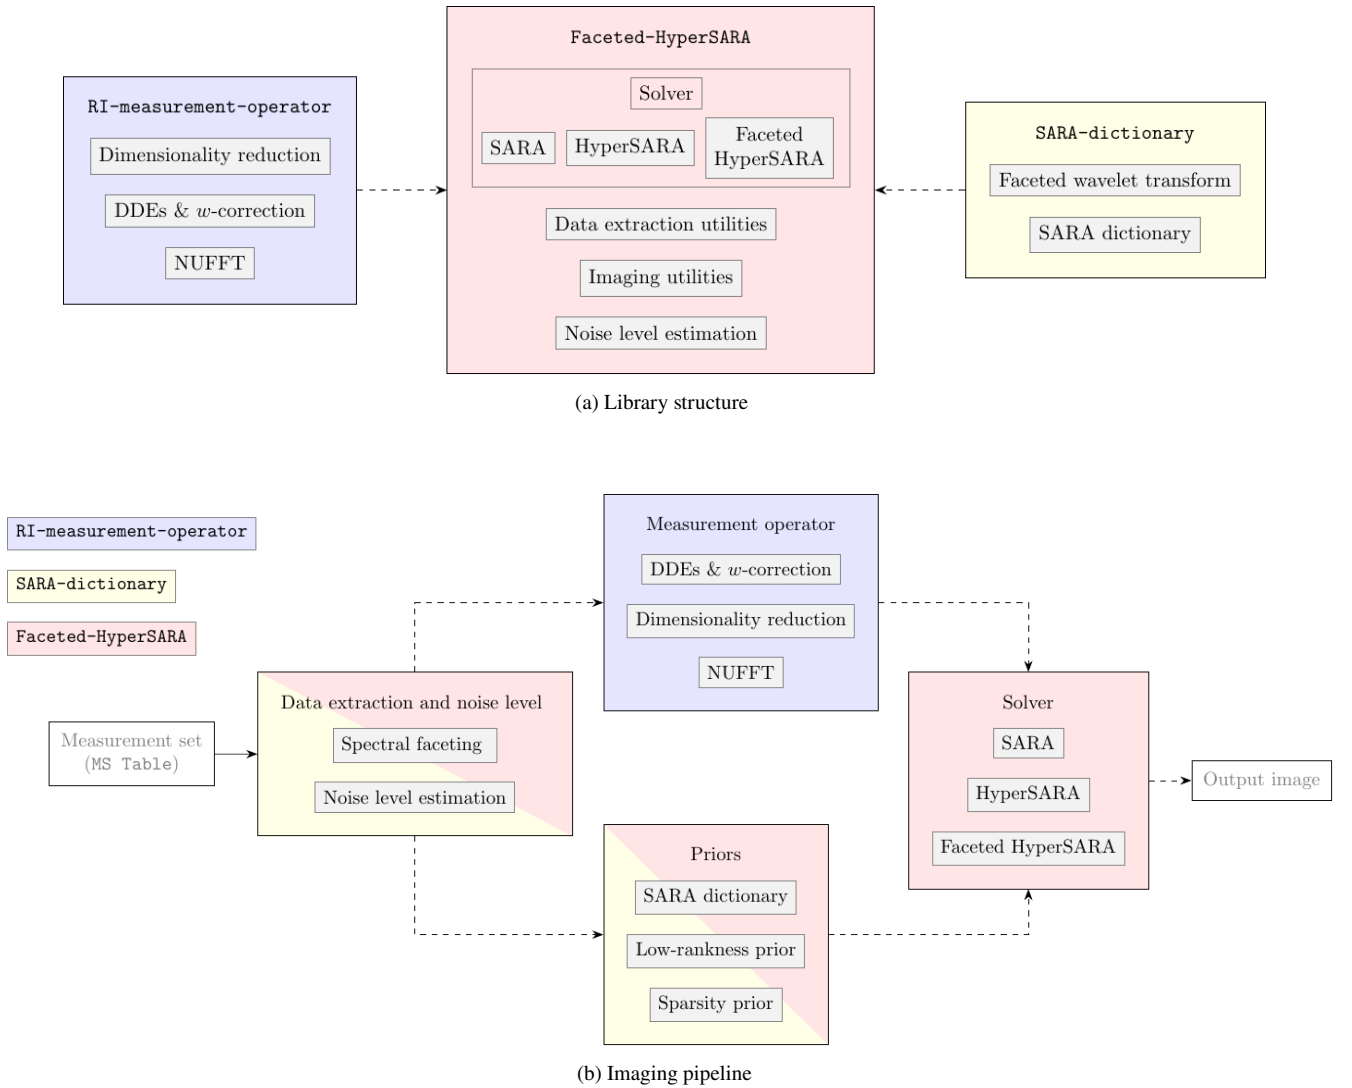 Faceted-HyperSARA
Solver
SARA
HyperSARA
Faceted
HyperSARA
Data extraction utilities
Imaging utilities
Noise level estimation
RI-measurement-operator
Dimensionality reduction
DDEs & w-correction
NUFFT
SARA-dictionary
Faceted wavelet transform
SARA dictionary
(a) Library structure
RI-measurement-operator
SARA-dictionary
Faceted-HyperSARA
Measurement set
(MS Table)
Data extraction and noise level
Spectral faceting
Noise level estimation
Measurement operator
DDEs & w-correction
Dimensionality reduction
NUFFT
Priors
SARA dictionary
Low-rankness prior
Sparsity prior
Solver
SARA
HyperSARA
Faceted HyperSARA
Output image
(b) Imaging pipeline